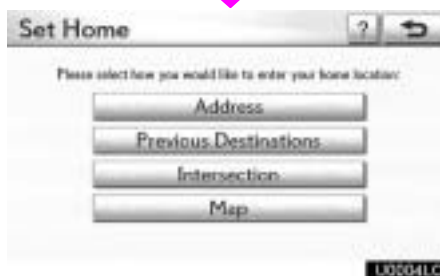 Set Home ?
Please select how you would like to enter your home location:
Address
Previous Destinations
Intersection
Map
U0004LC